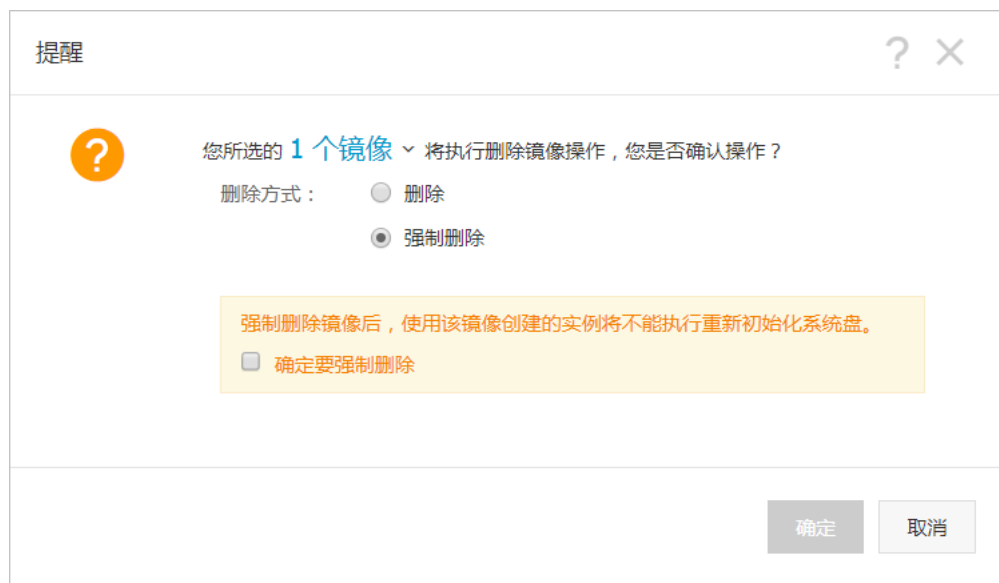 提醒
您所选的 1 个镜像 将执行删除镜像操作，您是否确认操作？
删除方式： 删除
强制删除
强制删除镜像后，使用该镜像创建的实例将不能执行重新初始化系统盘。
确定要强制删除
确定 取消